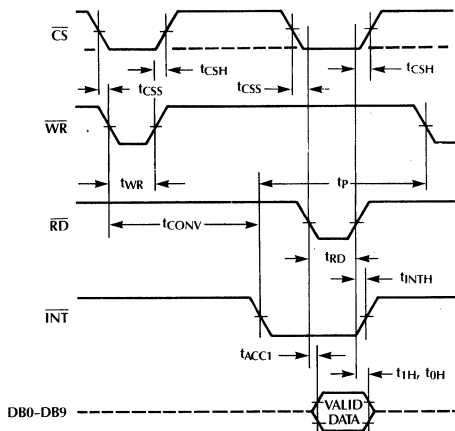 CS
tCSS
tCSH
tCSS
tCSH
WR
tWR
tP
RD
tCONV
tRD
tINTH
INT
tACC1
t1H, t0H
DB0–DB9
VALID
DATA